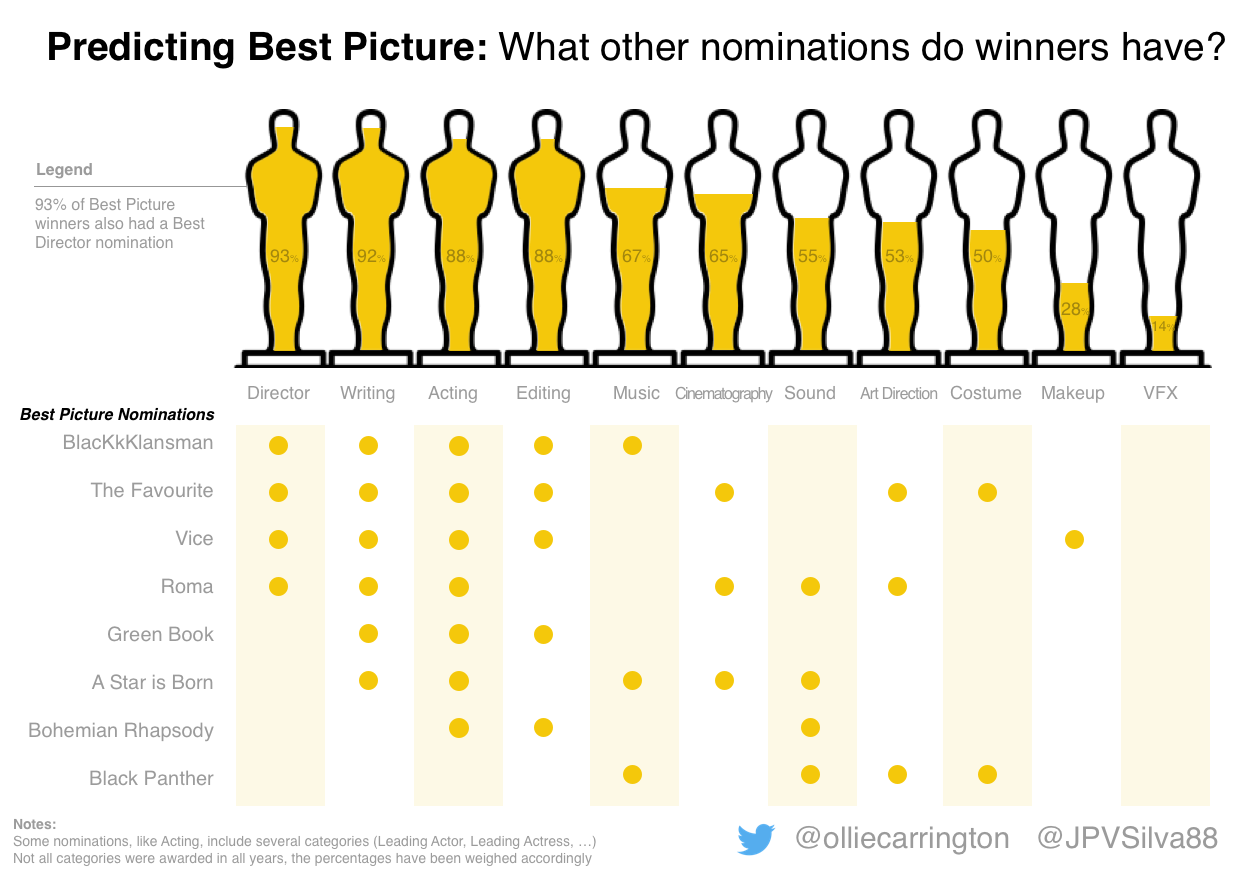 Predicting Best Picture: What other nominations do winners have?
Legend
93% of Best Picture
winners also had a Best
Director nomination
93% 92% 88% 88% 67% 65% 55% 53% 50% 28% 14%
Director Writing Acting Editing Music Cinematography Sound Art Direction Costume Makeup VFX
Best Picture Nominations
BlacKkKlansman
The Favourite
Vice
Roma
Green Book
A Star is Born
Bohemian Rhapsody
Black Panther
Notes:
Some nominations, like Acting, include several categories (Leading Actor, Leading Actress, …)
Not all categories were awarded in all years, the percentages have been weighed accordingly
@olliecarrington @JPVSilva88